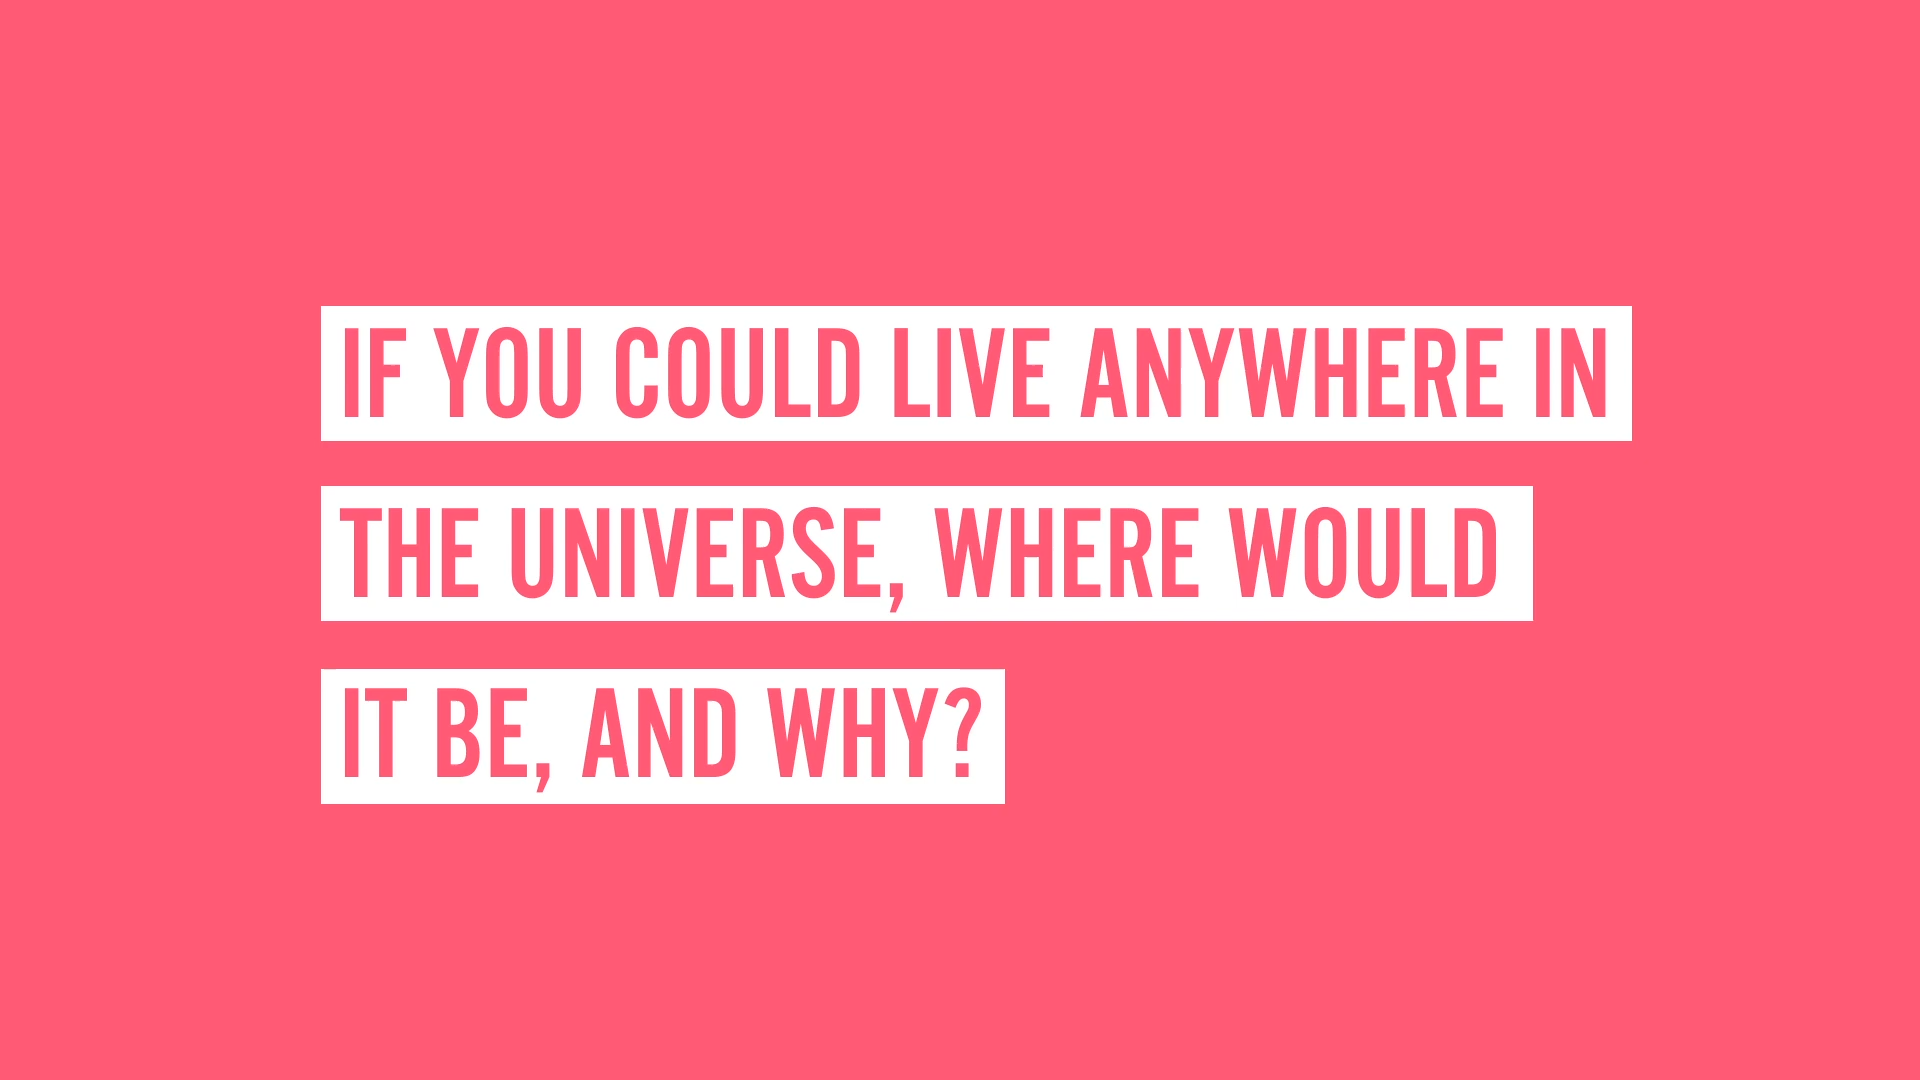 IF YOU COULD LIVE ANYWHERE IN
THE UNIVERSE, WHERE WOULD
IT BE, AND WHY?